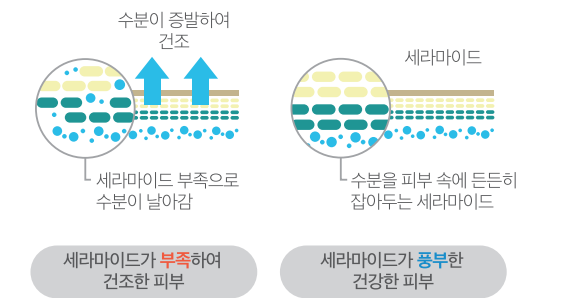 수분이 증발하여
건조
세라마이드 부족으로
수분이 날아감
세라마이드가 부족하여
건조한 피부
세라마이드
수분을 피부 속에 든든히
잡아두는 세라마이드
세라마이드가 풍부한
건강한 피부